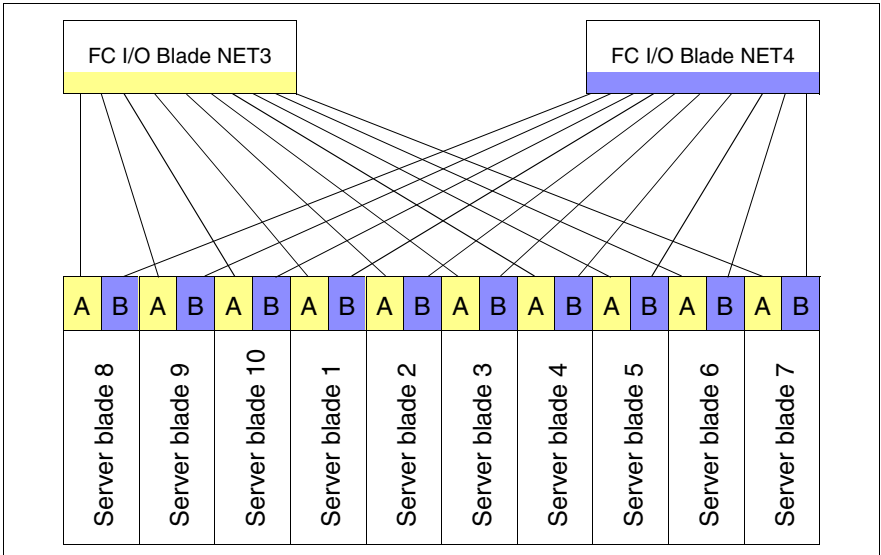 FC I/O Blade NET3
FC I/O Blade NET4
A B A B A B A B A B A B A B A B A B A B
Server blade 8
Server blade 9
Server blade 10
Server blade 1
Server blade 2
Server blade 3
Server blade 4
Server blade 5
Server blade 6
Server blade 7